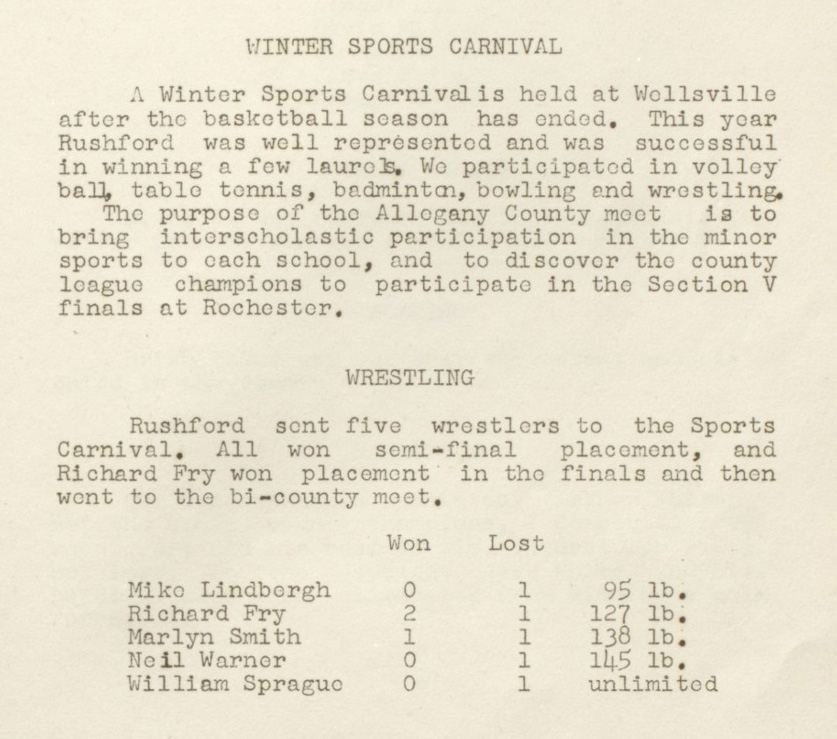 WINTER SPORTS CARNIVAL
A Winter Sports Carnival is held at Wellsville
after the basketball season has ended. This year
Rushford was well represented and was successful
in winning a few laurels. We participated in volley
ball, table tennis, badminton, bowling and wrestling.
The purpose of the Allegany County meet is to
bring interscholastic participation in the minor
sports to each school, and to discover the county
league champions to participate in the Section V
finals at Rochester.
WRESTLING
Rushford sent five wrestlers to the Sports
Carnival. All won semi-final placement, and
Richard Fry won placement in the finals and then
went to the bi-county meet.
Won Lost
Mike Lindbergh 0 1 95 lb.
Richard Fry 2 1 127 lb.
Marlyn Smith 1 1 138 lb.
Neil Warner 0 1 145 lb.
William Sprague 0 1 unlimited